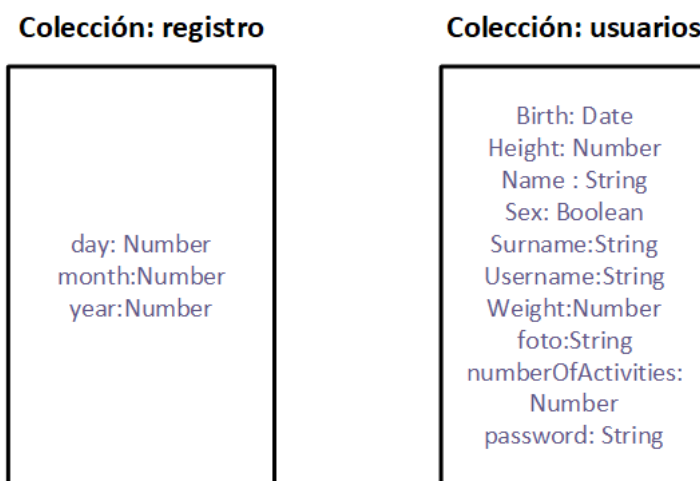 Colección: registro
day: Number
month:Number
year:Number
Colección: usuarios
Birth: Date
Height: Number
Name : String
Sex: Boolean
Surname:String
Username:String
Weight:Number
foto:String
numberOfActivities:
Number
password: String